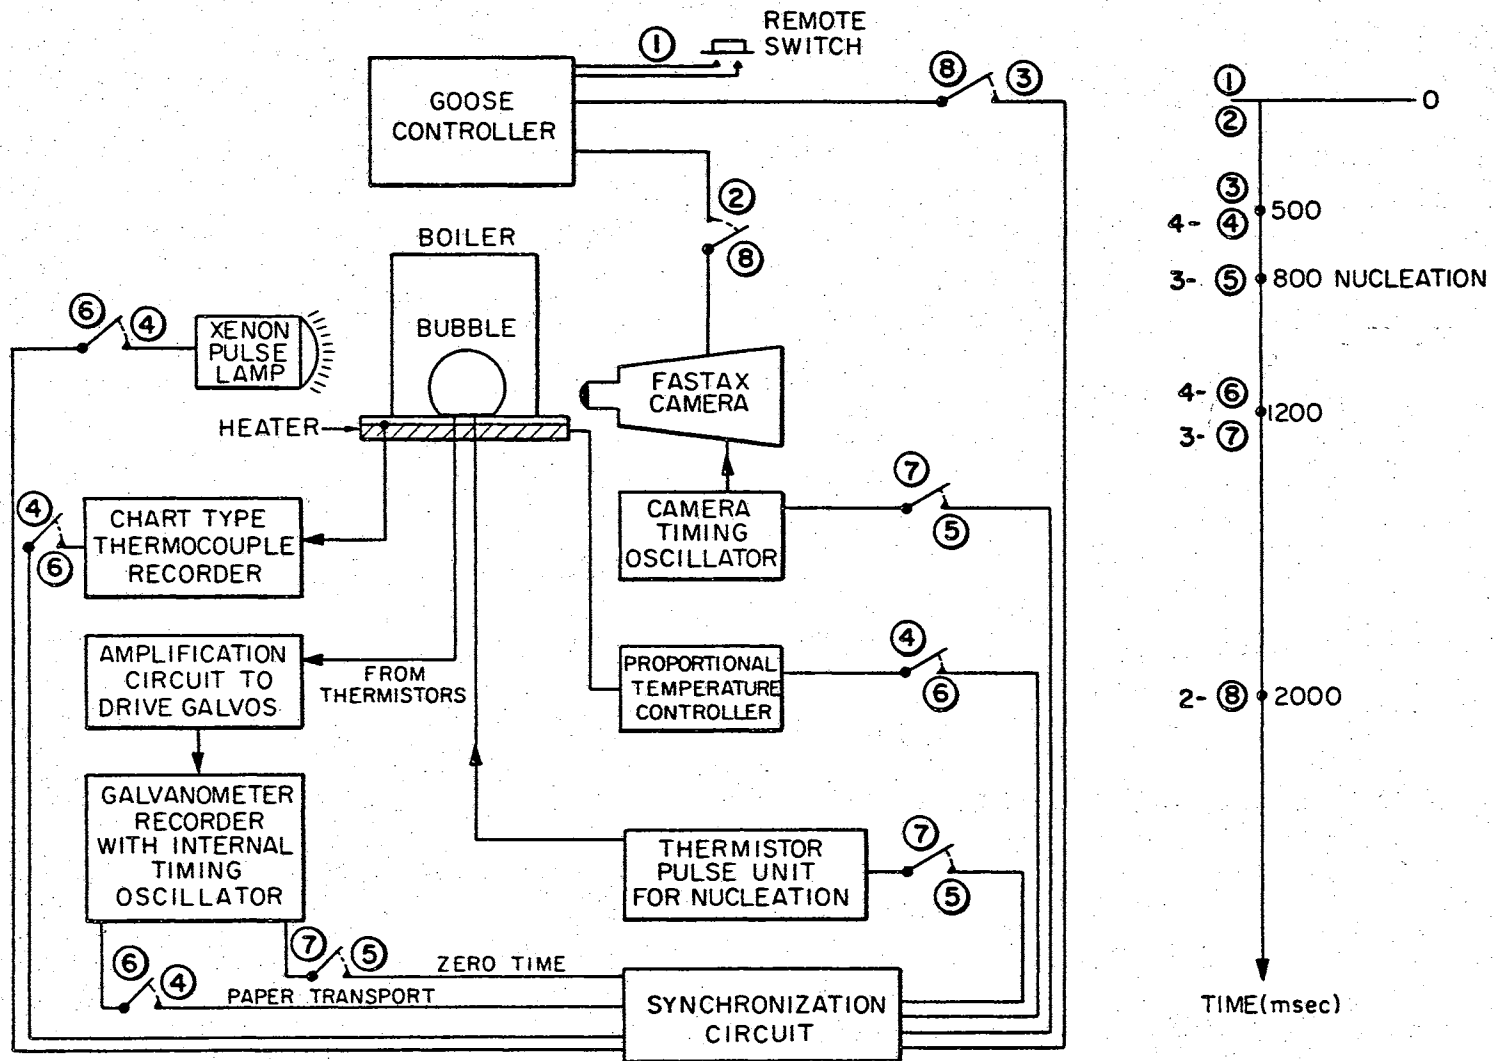 REMOTE
SWITCH
1
GOOSE
CONTROLLER
8
3
2
8
BOILER
BUBBLE
6
4
XENON
PULSE
LAMP
FASTAX
CAMERA
HEATER
4
6
CHART TYPE
THERMOCOUPLE
RECORDER
CAMERA
TIMING
OSCILLATOR
7
5
AMPLIFICATION
CIRCUIT TO
DRIVE GALVOS
FROM
THERMISTORS
PROPORTIONAL
TEMPERATURE
CONTROLLER
4
6
GALVANOMETER
RECORDER
WITH INTERNAL
TIMING
OSCILLATOR
THERMISTOR
PULSE UNIT
FOR NUCLEATION
7
5
7
5
ZERO TIME
6
4
PAPER TRANSPORT
SYNCHRONIZATION
CIRCUIT
1
0
2
3
500
4- 4
3- 5 800 NUCLEATION
4- 6
1200
3- 7
2- 8 2000
TIME(msec)